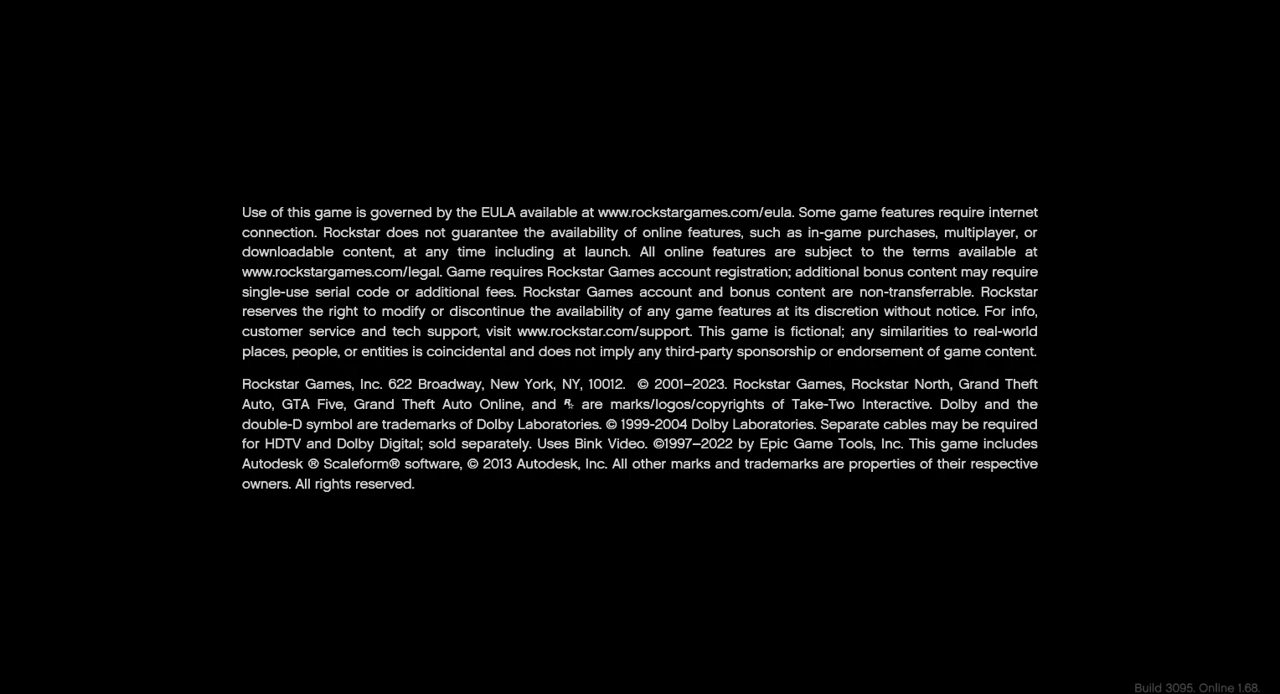 Use of this game is governed by the EULA available at www.rockstargames.com/eula. Some game features require internet
connection. Rockstar does not guarantee the availability of online features, such as in-game purchases, multiplayer, or
downloadable content, at any time including at launch. All online features are subject to the terms available at
www.rockstargames.com/legal. Game requires Rockstar Games account registration; additional bonus content may require
single-use serial code or additional fees. Rockstar Games account and bonus content are non-transferrable. Rockstar
reserves the right to modify or discontinue the availability of any game features at its discretion without notice. For info,
customer service and tech support, visit www.rockstar.com/support. This game is fictional; any similarities to real-world
places, people, or entities is coincidental and does not imply any third-party sponsorship or endorsement of game content.
Rockstar Games, Inc. 622 Broadway, New York, NY, 10012. © 2001–2023. Rockstar Games, Rockstar North, Grand Theft
Auto, GTA Five, Grand Theft Auto Online, and R* are marks/logos/copyrights of Take-Two Interactive. Dolby and the
double-D symbol are trademarks of Dolby Laboratories. © 1999-2004 Dolby Laboratories. Separate cables may be required
for HDTV and Dolby Digital; sold separately. Uses Bink Video. ©1997–2022 by Epic Game Tools, Inc. This game includes
Autodesk ® Scaleform® software, © 2013 Autodesk, Inc. All other marks and trademarks are properties of their respective
owners. All rights reserved.
Build 3095. Online 1.68.